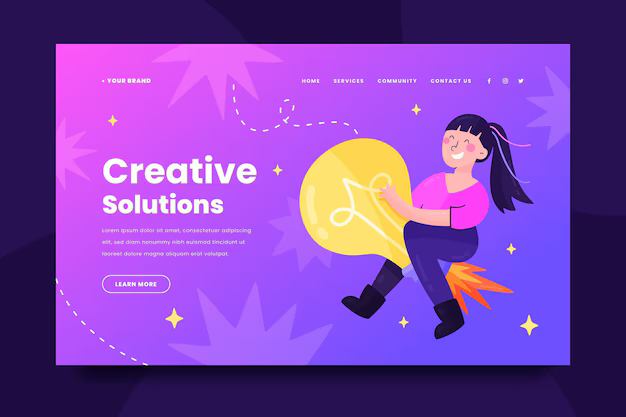 YOUR BRAND
HOME SERVICES COMMUNITY CONTACT US
Creative
Solutions
Lorem ipsum dolor sit amet, consectetur adipiscing
elit, sed diam nonummy nibh euismod tincidunt ut
laoreet dolore magna aliquam erat volutpat.
LEARN MORE